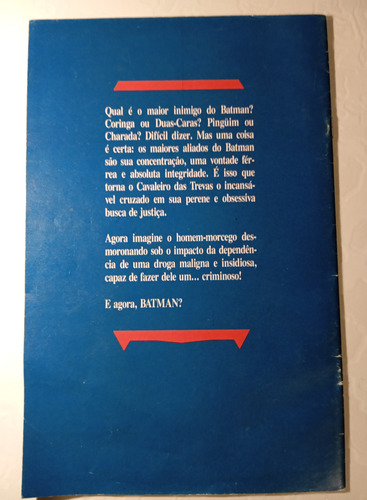 Qual é o maior inimigo do Batman?
Coringa ou Duas-Caras? Pingüim ou
Charada? Difícil dizer. Mas uma coisa
é certa: os maiores aliados do Batman
são sua concentração, uma vontade fér-
rea e absoluta integridade. É isso que
torna o Cavaleiro das Trevas o incansá-
vel cruzado em sua perene e obsessiva
busca de justiça.
Agora imagine o homem-morcego des-
moronando sob o impacto da dependên-
cia de uma droga maligna e insidiosa,
capaz de fazer dele um... criminoso!
E agora, BATMAN?